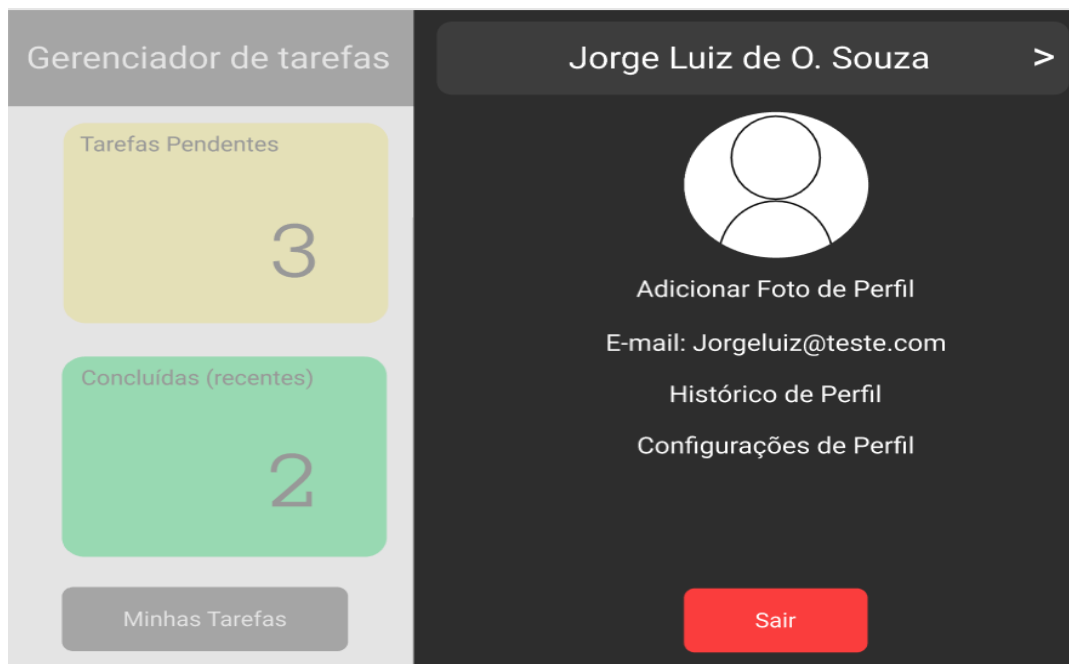 Gerenciador de tarefas
Tarefas Pendentes
3
Concluídas (recentes)
2
Minhas Tarefas
Jorge Luiz de O. Souza >
Adicionar Foto de Perfil
E-mail: Jorgeluiz@teste.com
Histórico de Perfil
Configurações de Perfil
Sair